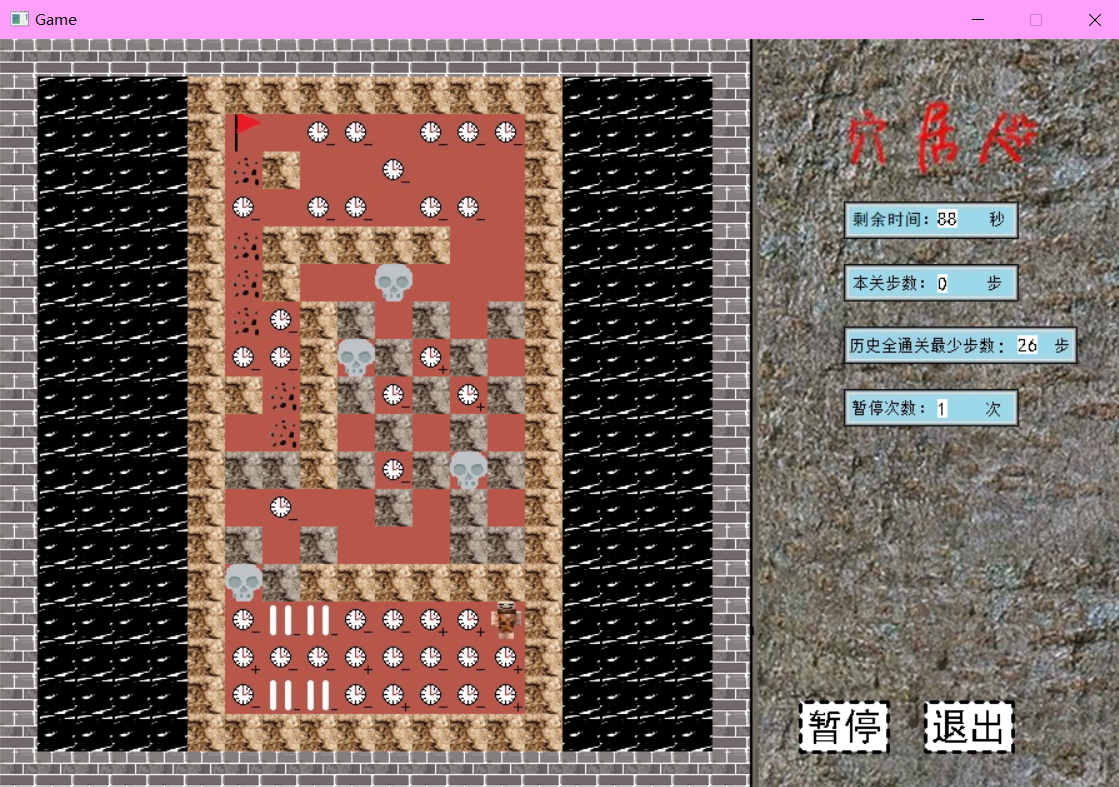 Game
穴居人
剩余时间：88 秒
本关步数：0 步
历史全通关最少步数：26 步
暂停次数：1 次
暂停 退出